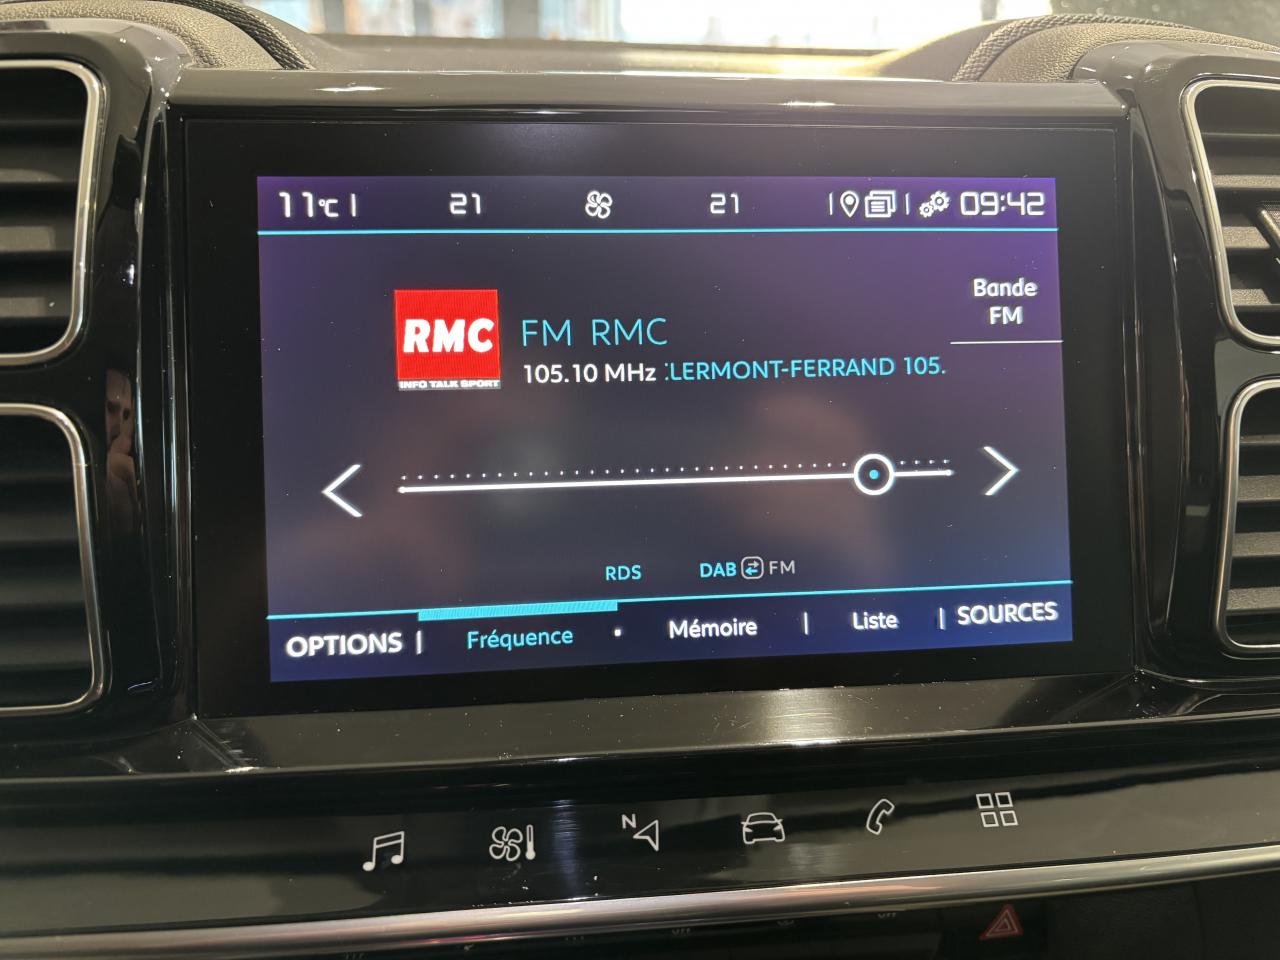 11°C 21 21 09:42
Bande
FM
RMC
INFO TALK SPORT
FM RMC
105.10 MHz :LERMONT-FERRAND 105.
RDS DAB FM
OPTIONS Fréquence Mémoire Liste SOURCES
N